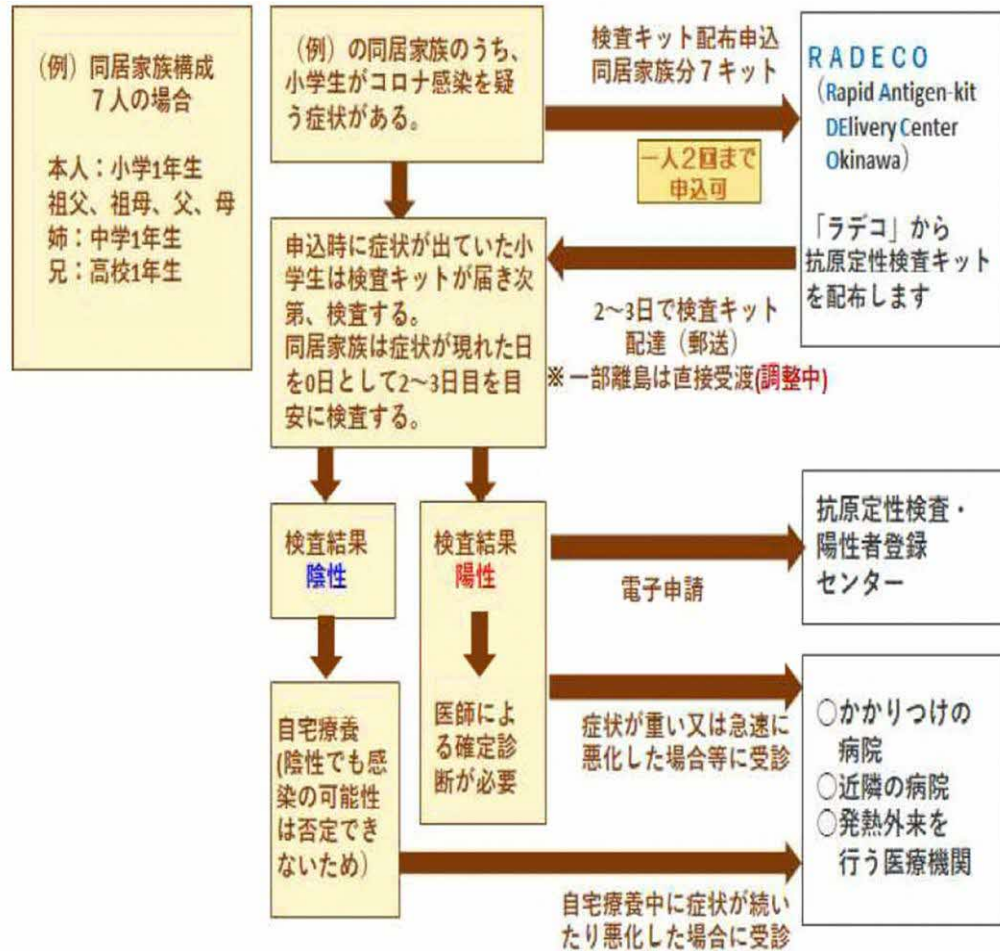 (例)同居家族構成
7人の場合
本人：小学1年生
祖父、祖母、父、母
姉：中学1年生
兄：高校1年生
(例)の同居家族のうち、
小学生がコロナ感染を疑
う症状がある。
検査キット配布申込
同居家族分7キット
一人2回まで
申込可
RADECO
(Rapid Antigen-kit
DElivery Center
Okinawa)
「ラデコ」から
抗原定性検査キット
を配布します
申込時に症状が出ていた小
学生は検査キットが届き次
第、検査する。
同居家族は症状が現れた日
を0日として2～3日目を目
安に検査する。
2～3日で検査キット
配達（郵送）
※一部離島は直接受渡(調整中)
検査結果
陰性
検査結果
陽性
電子申請
抗原定性検査・
陽性者登録
センター
自宅療養
(陰性でも感
染の可能性
は否定でき
ないため)
医師によ
る確定診
断が必要
症状が重い又は急速に
悪化した場合等に受診
○かかりつけの
病院
○近隣の病院
○発熱外来を
行う医療機関
自宅療養中に症状が続い
たり悪化した場合に受診